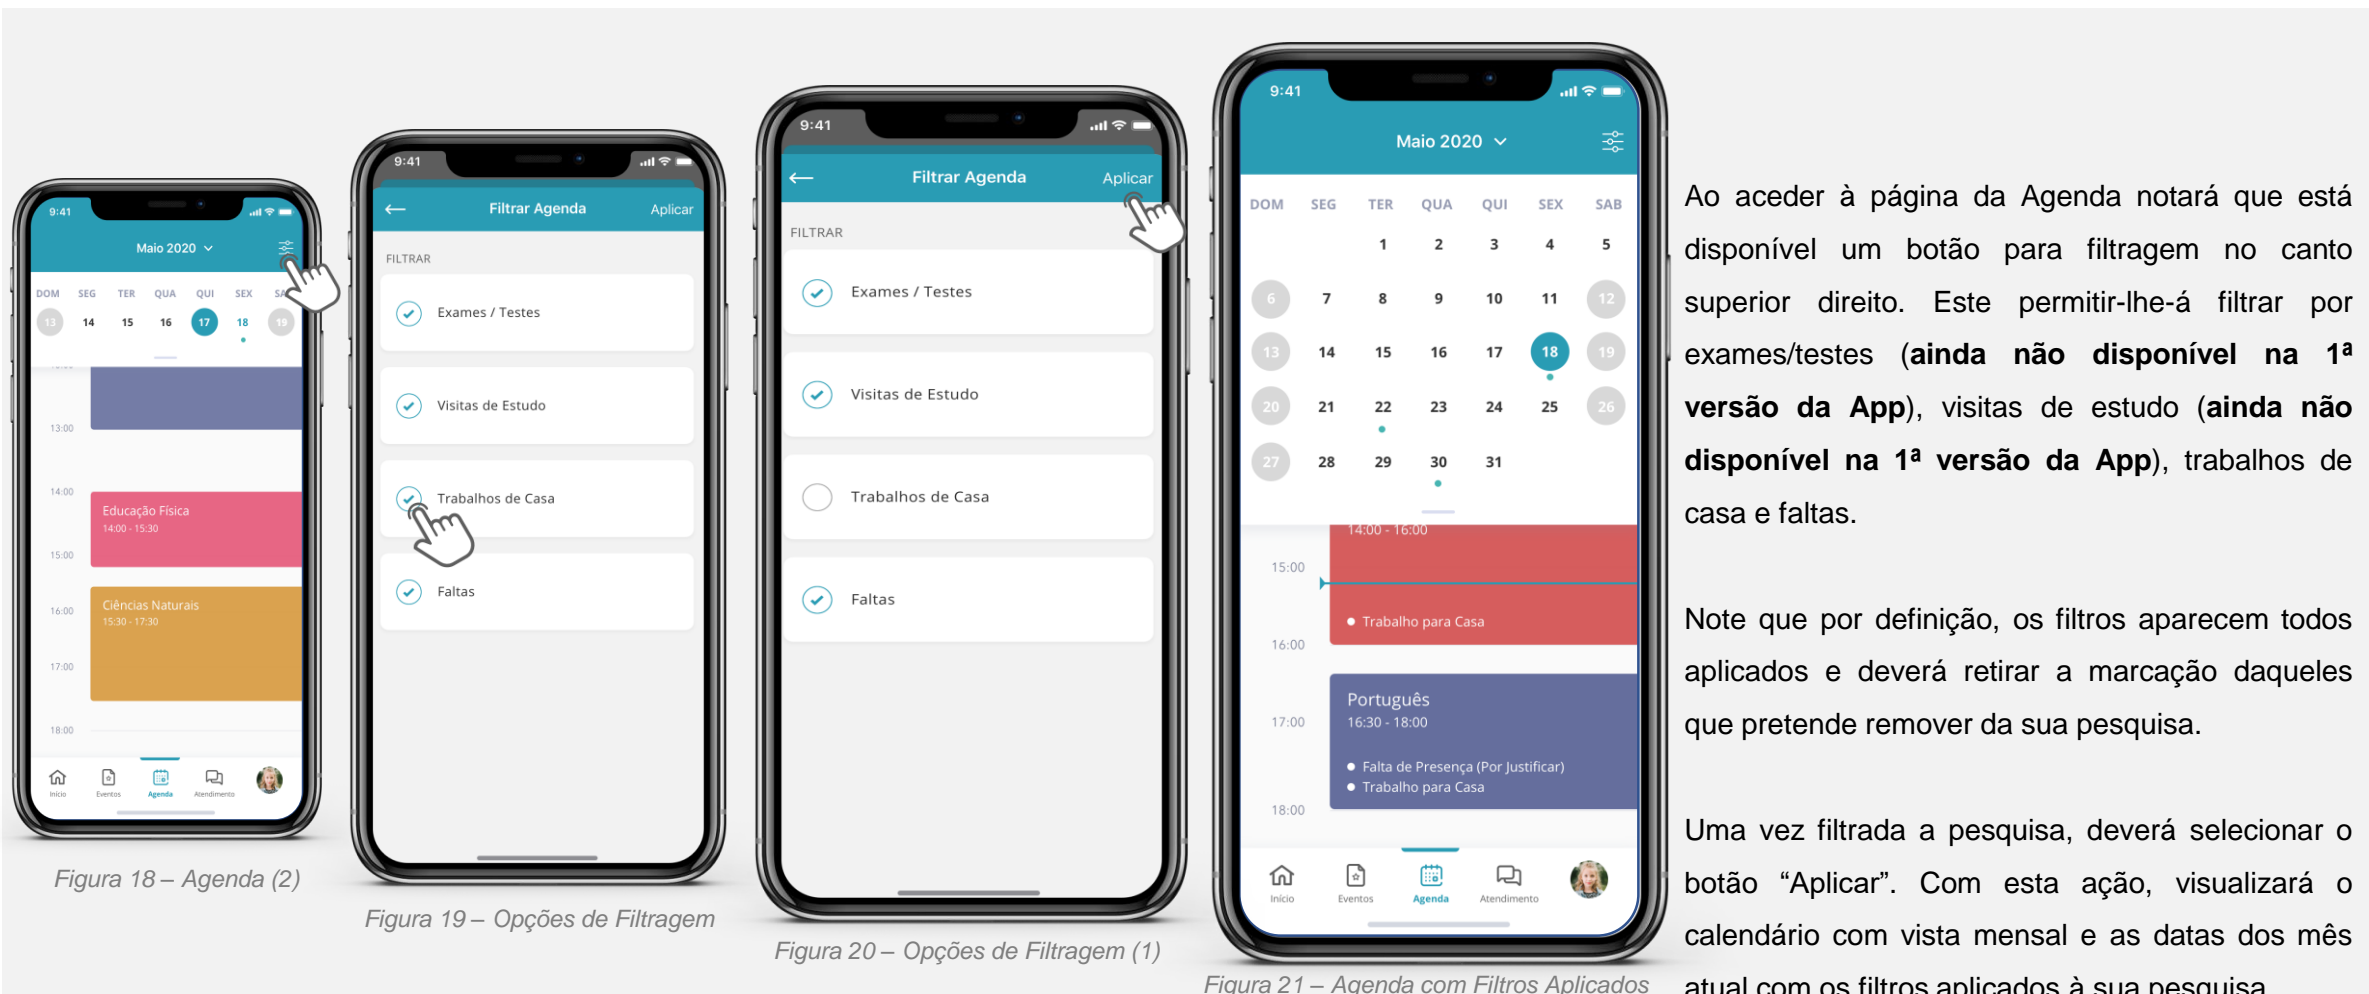 9:41
Maio 2020
DOM SEG TER QUA QUI SEX
13 14 15 16 17 18 19
13:00
14:00
Educação Física
14:00 - 15:30
15:00
Ciências Naturais
15:30 - 17:30
16:00
17:00
18:00
Início Eventos Agenda Atendimento
Figura 18 – Agenda (2)
9:41
Filtrar Agenda Aplicar
FILTRAR
Exames / Testes
Visitas de Estudo
Trabalhos de Casa
Faltas
Figura 19 – Opções de Filtragem
9:41
Filtrar Agenda Aplicar
FILTRAR
Exames / Testes
Visitas de Estudo
Trabalhos de Casa
Faltas
Figura 20 – Opções de Filtragem (1)
9:41
Maio 2020
DOM SEG TER QUA QUI SEX SAB
1 2 3 4 5
6 7 8 9 10 11 12
13 14 15 16 17 18 19
20 21 22 23 24 25 26
27 28 29 30 31
14:00 - 16:00
15:00
Trabalho para Casa
16:00
Português
16:30 - 18:00
17:00
Falta de Presença (Por Justificar)
Trabalho para Casa
18:00
Início Eventos Agenda Atendimento
Figura 21 – Agenda com Filtros Aplicados
Ao aceder à página da Agenda notará que está
disponível um botão para filtragem no canto
superior direito. Este permitir-lhe-á filtrar por
exames/testes (ainda não disponível na 1ª
versão da App), visitas de estudo (ainda não
disponível na 1ª versão da App), trabalhos de
casa e faltas.
Note que por definição, os filtros aparecem todos
aplicados e deverá retirar a marcação daqueles
que pretende remover da sua pesquisa.
Uma vez filtrada a pesquisa, deverá selecionar o
botão “Aplicar”. Com esta ação, visualizará o
calendário com vista mensal e as datas dos mês
atual com os filtros aplicados à sua pesquisa